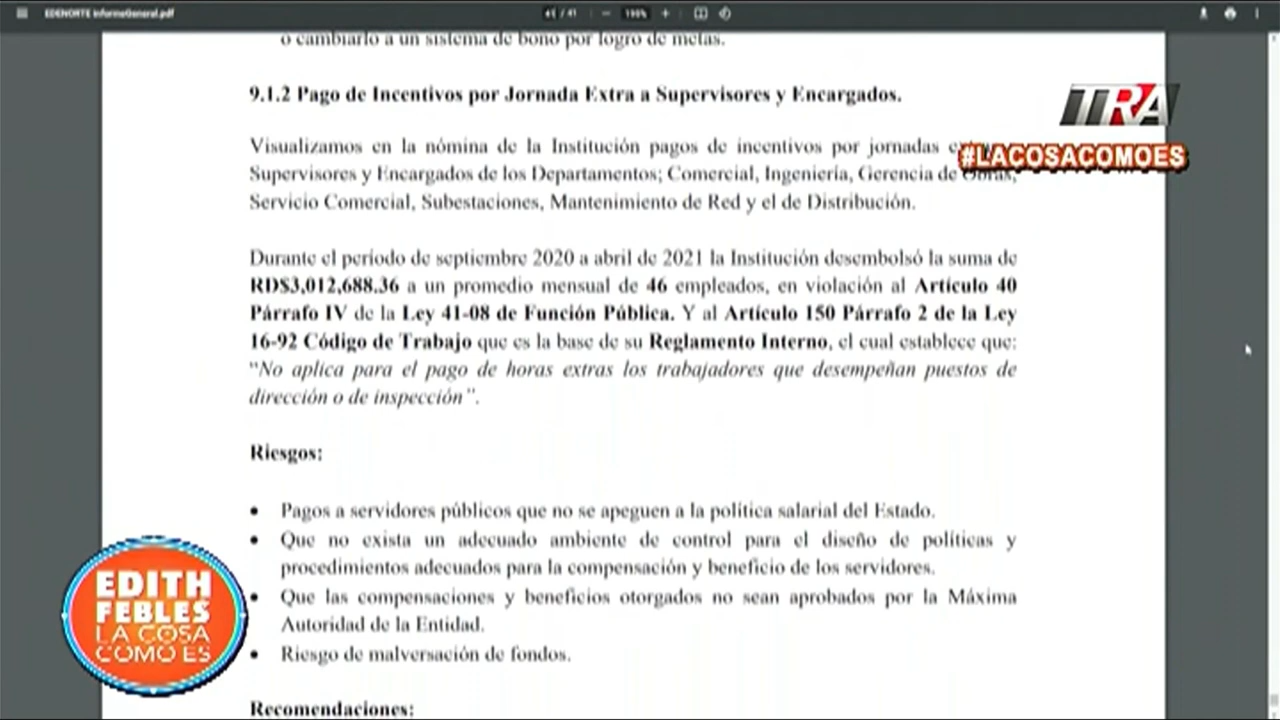 EDENORTE InformeGeneral.pdf
41 / 41
198%
o cambiarlo a un sistema de bono por logro de metas.
9.1.2 Pago de Incentivos por Jornada Extra a Supervisores y Encargados.
TRA
Visualizamos en la nómina de la Institución pagos de incentivos por jornadas
#LACOSACOMOES
Supervisores y Encargados de los Departamentos; Comercial, Ingeniería, Gerencia de Obras,
Servicio Comercial, Subestaciones, Mantenimiento de Red y el de Distribución.
Durante el período de septiembre 2020 a abril de 2021 la Institución desembolsó la suma de
RD$3,012,688.36 a un promedio mensual de 46 empleados, en violación al Artículo 40
Párrafo IV de la Ley 41-08 de Función Pública. Y al Artículo 150 Párrafo 2 de la Ley
16-92 Código de Trabajo que es la base de su Reglamento Interno, el cual establece que:
“No aplica para el pago de horas extras los trabajadores que desempeñan puestos de
dirección o de inspección”.
Riesgos:
• Pagos a servidores públicos que no se apeguen a la política salarial del Estado.
• Que no exista un adecuado ambiente de control para el diseño de políticas y
procedimientos adecuados para la compensación y beneficio de los servidores.
• Que las compensaciones y beneficios otorgados no sean aprobados por la Máxima
Autoridad de la Entidad.
• Riesgo de malversación de fondos.
EDITH
FEBLES
LA COSA
COMO ES
Recomendaciones: